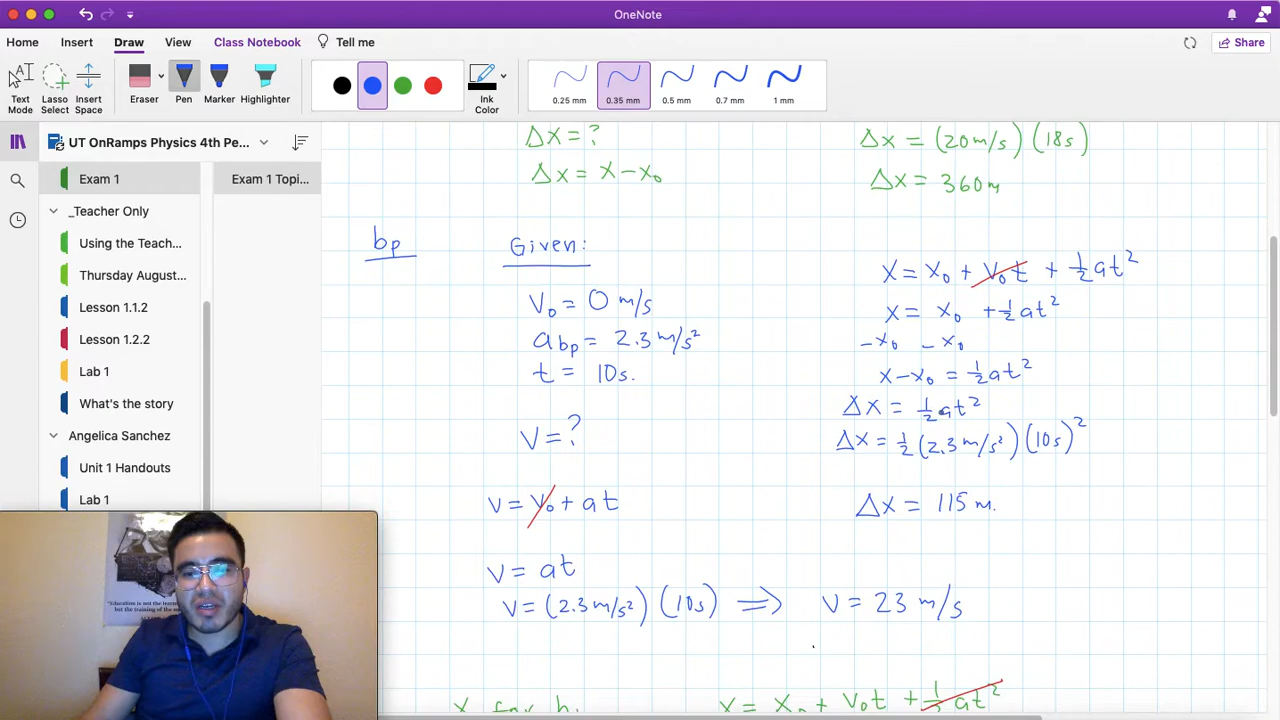 OneNote
Home Insert Draw View Class Notebook Tell me Share
Text Mode
Lasso Select
Insert Space
Eraser
Pen
Marker
Highlighter
Ink Color
0.25 mm
0.35 mm
0.5 mm
0.7 mm
1 mm
UT OnRamps Physics 4th Pe...
Exam 1
Exam 1 Topi...
_Teacher Only
Using the Teach...
Thursday August...
Lesson 1.1.2
Lesson 1.2.2
Lab 1
What's the story
Angelica Sanchez
Unit 1 Handouts
Lab 1
Δx = ?
Δx = x - x₀
Δx = (20 m/s)(18s)
Δx = 360m
bp
Given:
v₀ = 0 m/s
a bp = 2.3 m/s²
t = 10s.
v = ?
v = v₀ + at
v = at
v = (2.3 m/s²)(10s) ⇒ v = 23 m/s
x = x₀ + v₀t + ½at²
x = x₀ + ½at²
-x₀ -x₀
x - x₀ = ½at²
Δx = ½at²
Δx = ½(2.3 m/s²)(10s)²
Δx = 115 m.
x = x₀ + v₀t + ½at²